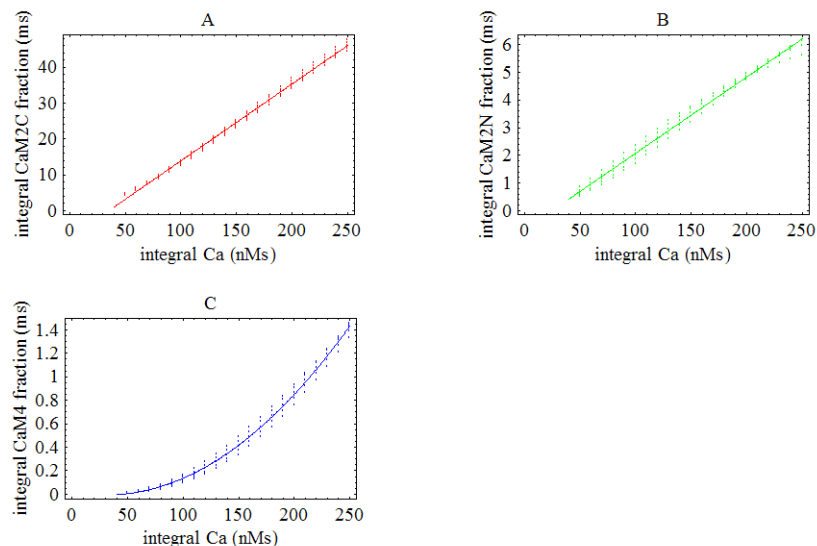 A
integral CaM2C fraction (ms)
40
30
20
10
0
0 50 100 150 200 250
integral Ca (nMs)
B
integral CaM2N fraction (ms)
6
5
4
3
2
1
0
0 50 100 150 200 250
integral Ca (nMs)
C
integral CaM4 fraction (ms)
1.4
1.2
1
0.8
0.6
0.4
0.2
0
0 50 100 150 200 250
integral Ca (nMs)